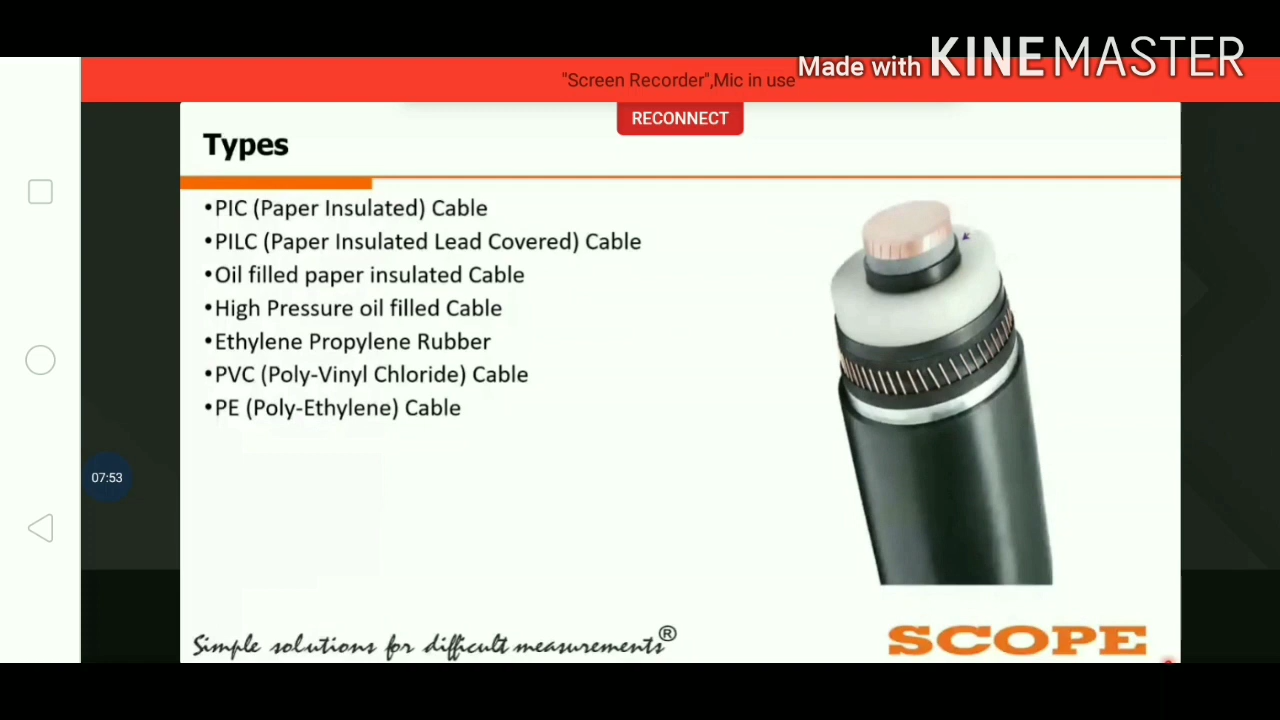 Made with KINEMASTER
"Screen Recorder",Mic in use
RECONNECT
Types
•PIC (Paper Insulated) Cable
•PILC (Paper Insulated Lead Covered) Cable
•Oil filled paper insulated Cable
•High Pressure oil filled Cable
•Ethylene Propylene Rubber
•PVC (Poly-Vinyl Chloride) Cable
•PE (Poly-Ethylene) Cable
07:53
Simple solutions for difficult measurements®
SCOPE